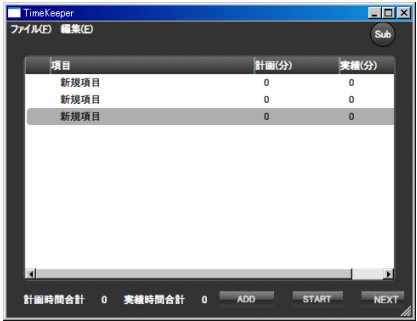 TimeKeeper
ファイル(F) 編集(E)
Sub
項目 計画(分) 実績(分)
新規項目 0 0
新規項目 0 0
新規項目 0 0
計画時間合計 0 実績時間合計 0 ADD START NEXT